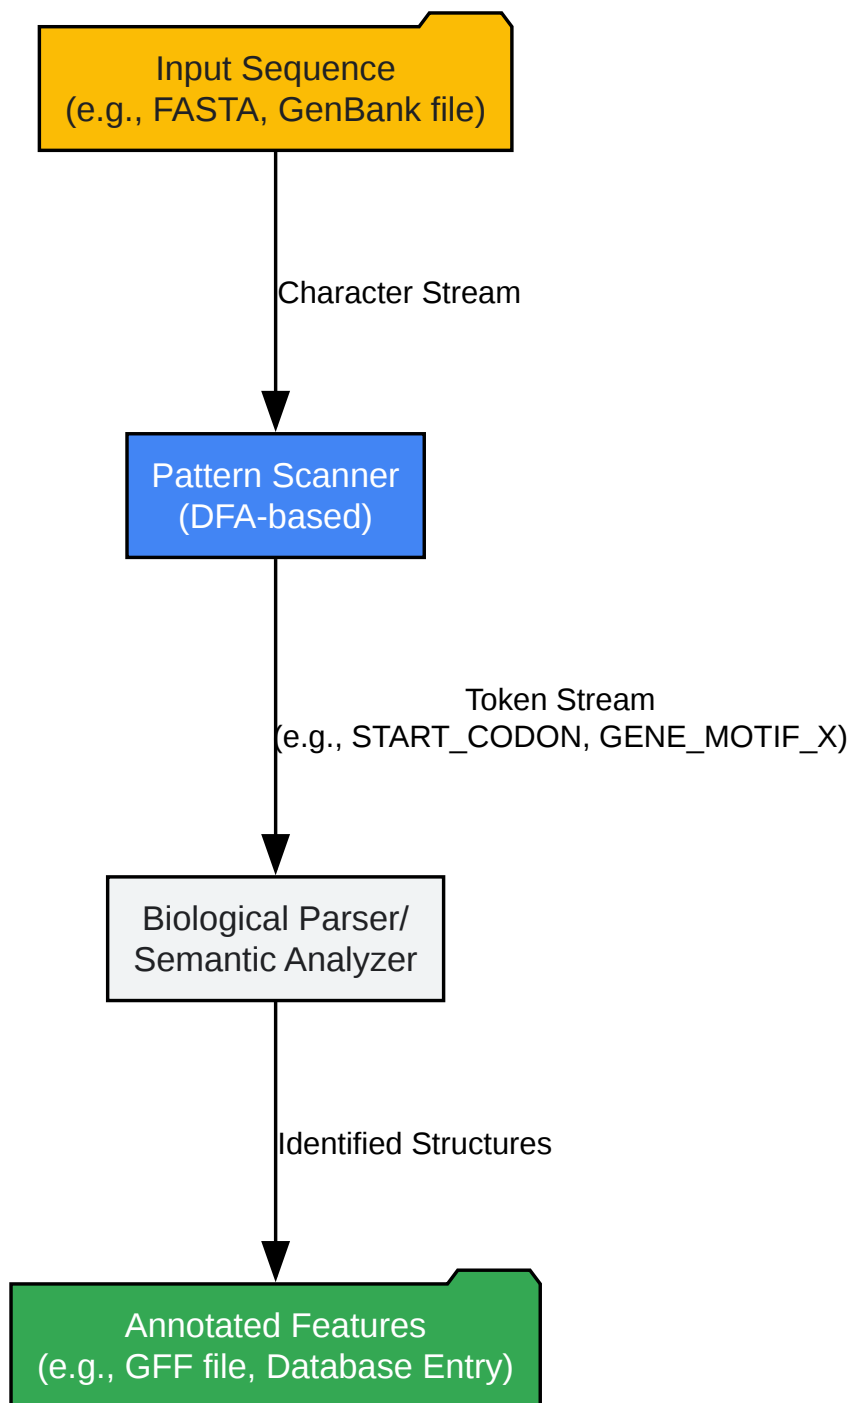 Input Sequence
(e.g., FASTA, GenBank file)
Character Stream
Pattern Scanner
(DFA-based)
Token Stream
(e.g., START_CODON, GENE_MOTIF_X)
Biological Parser/
Semantic Analyzer
Identified Structures
Annotated Features
(e.g., GFF file, Database Entry)